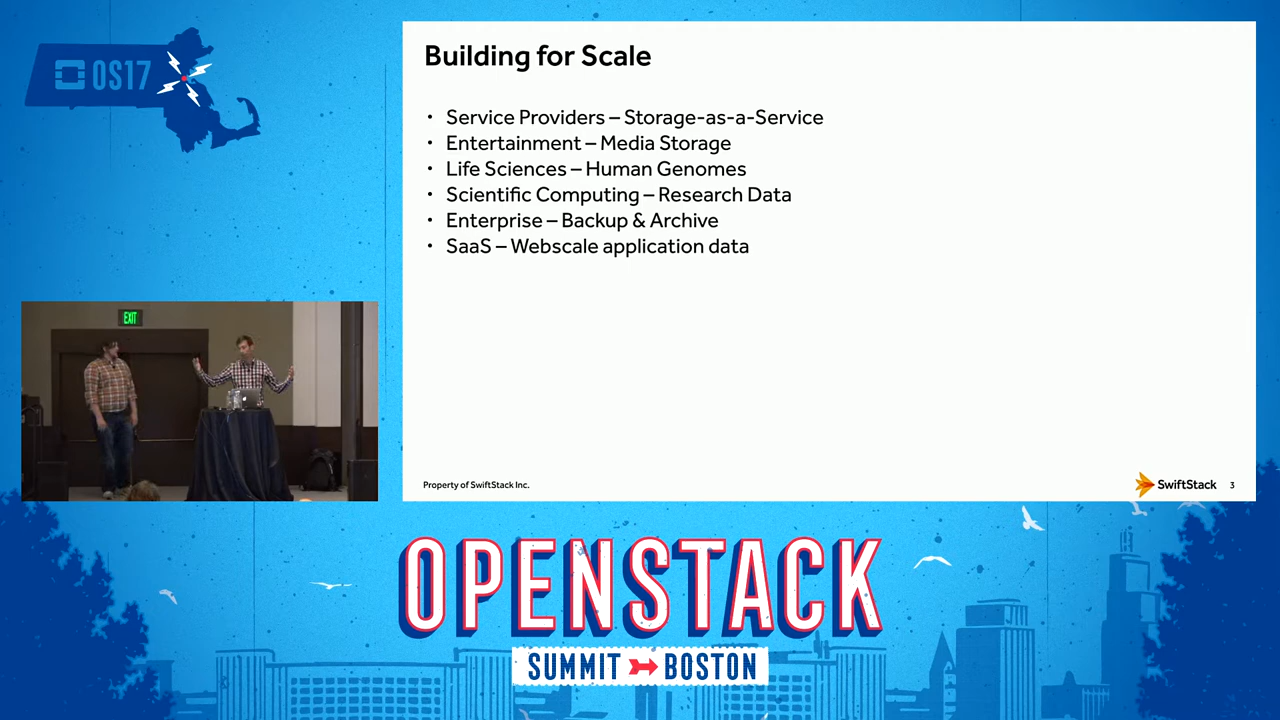 OS17
Building for Scale
• Service Providers – Storage-as-a-Service
• Entertainment – Media Storage
• Life Sciences – Human Genomes
• Scientific Computing – Research Data
• Enterprise – Backup & Archive
• SaaS – Webscale application data
EXIT
Property of SwiftStack Inc.
SwiftStack 3
OPENSTACK
SUMMIT BOSTON